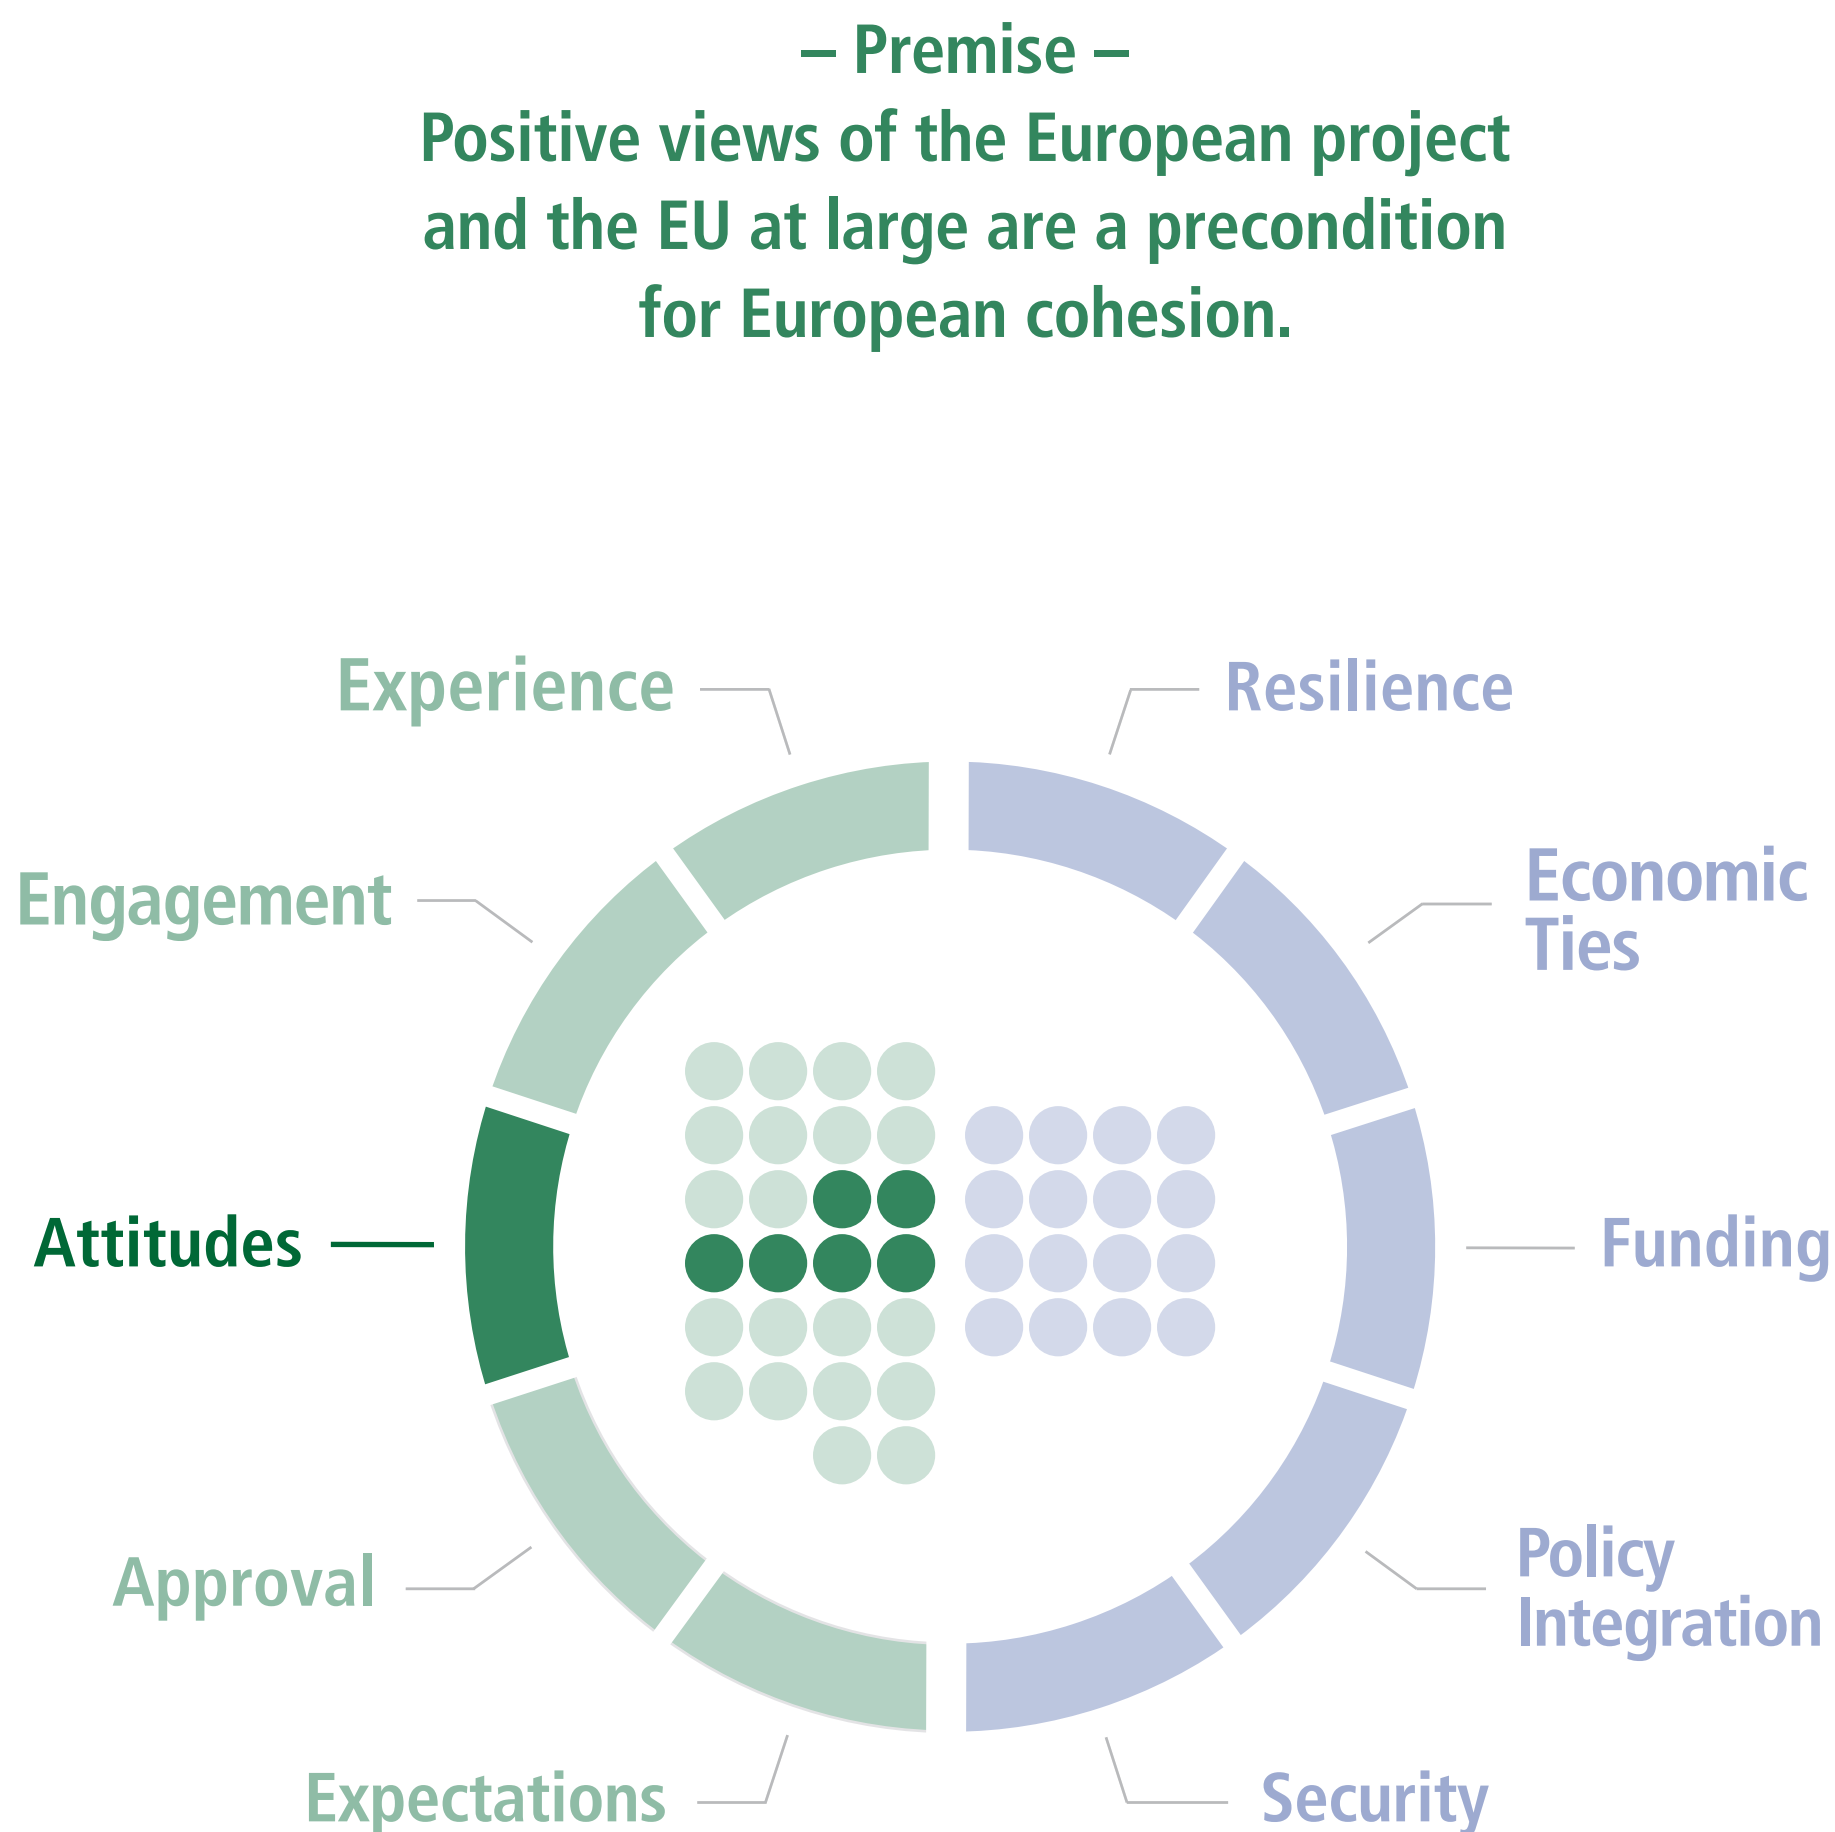 – Premise –
Positive views of the European project
and the EU at large are a precondition
for European cohesion.
Experience
Resilience
Engagement
Economic
Ties
Attitudes
Funding
Approval
Policy
Integration
Expectations
Security